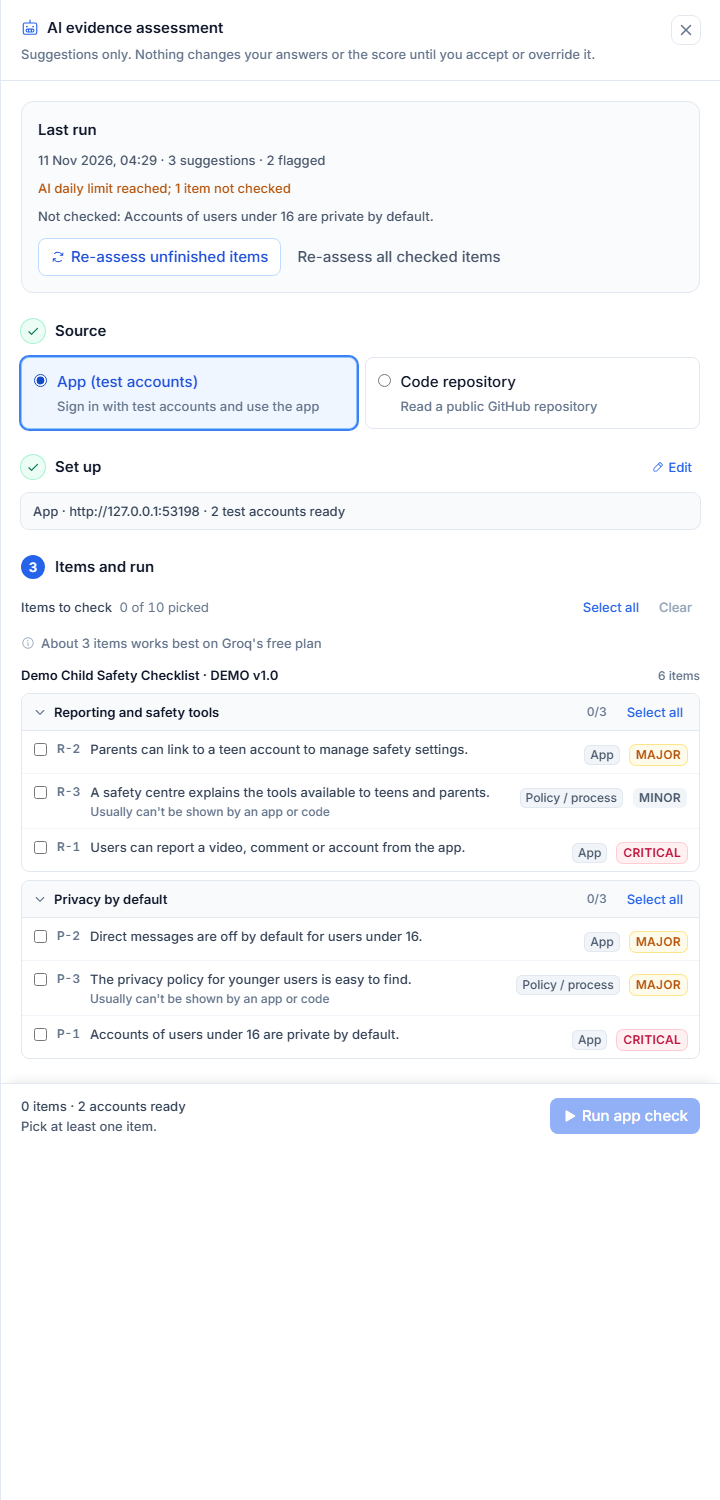 AI evidence assessment
Suggestions only. Nothing changes your answers or the score until you accept or override it.
Last run
11 Nov 2026, 04:29 · 3 suggestions · 2 flagged
AI daily limit reached; 1 item not checked
Not checked: Accounts of users under 16 are private by default.
Re-assess unfinished items Re-assess all checked items
Source
App (test accounts)
Sign in with test accounts and use the app
Code repository
Read a public GitHub repository
Set up Edit
App · http://127.0.0.1:53198 · 2 test accounts ready
3 Items and run
Items to check 0 of 10 picked Select all Clear
About 3 items works best on Groq's free plan
Demo Child Safety Checklist · DEMO v1.0 6 items
Reporting and safety tools 0/3 Select all
R-2 Parents can link to a teen account to manage safety settings. App MAJOR
R-3 A safety centre explains the tools available to teens and parents. Policy / process MINOR
Usually can't be shown by an app or code
R-1 Users can report a video, comment or account from the app. App CRITICAL
Privacy by default 0/3 Select all
P-2 Direct messages are off by default for users under 16. App MAJOR
P-3 The privacy policy for younger users is easy to find. Policy / process MAJOR
Usually can't be shown by an app or code
P-1 Accounts of users under 16 are private by default. App CRITICAL
0 items · 2 accounts ready
Pick at least one item.
Run app check